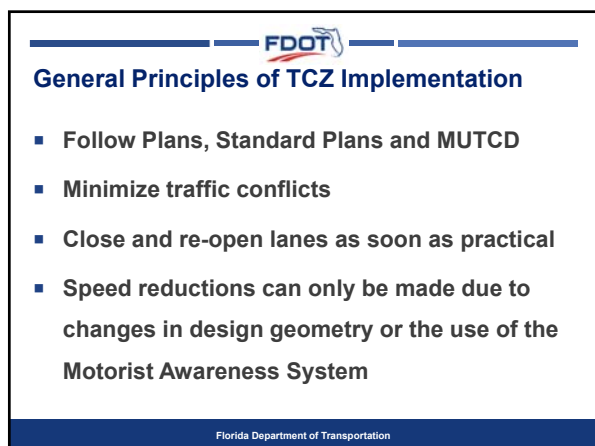 FDOT
General Principles of TCZ Implementation
▪ Follow Plans, Standard Plans and MUTCD
▪ Minimize traffic conflicts
▪ Close and re-open lanes as soon as practical
▪ Speed reductions can only be made due to
changes in design geometry or the use of the
Motorist Awareness System
Florida Department of Transportation